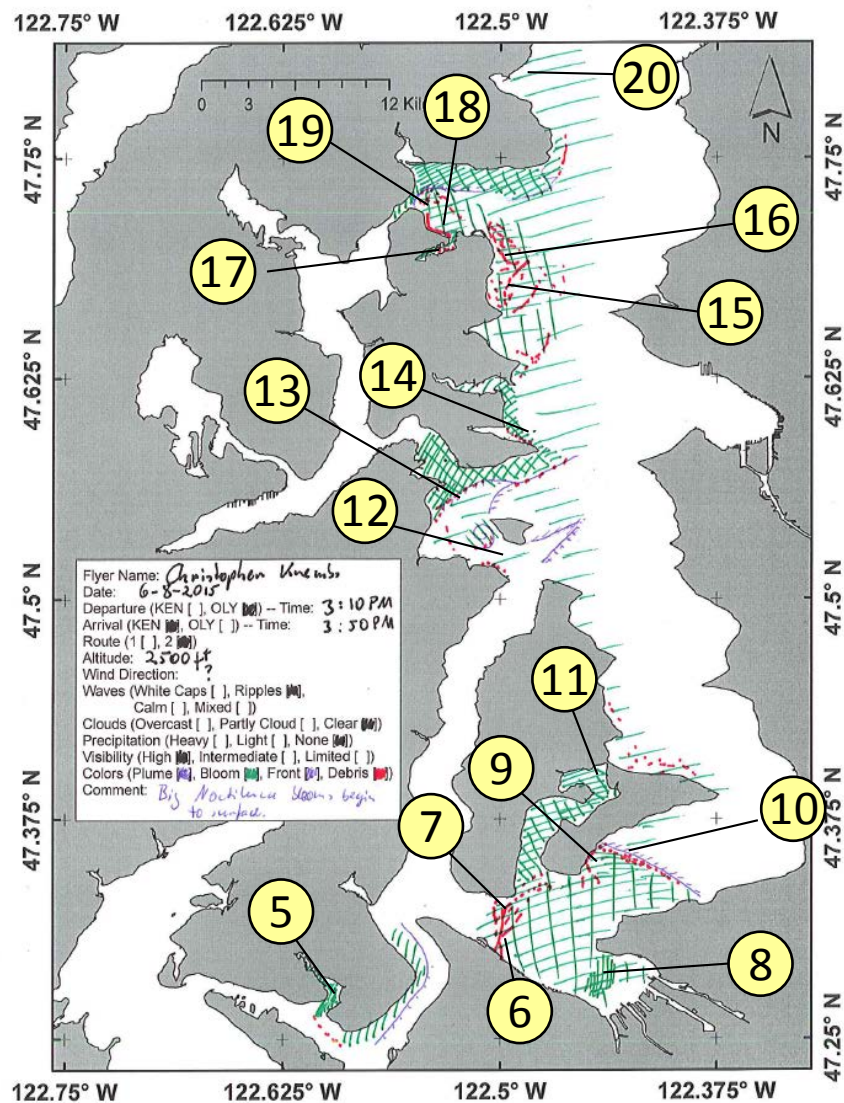 122.75° W 122.625° W 122.5° W 122.375° W
20
0 3 6 12 Kil
18
19
N
47.75° N 47.75° N
16
17
15
47.625° N 47.625° N
14
13
12
Flyer Name: Christopher Krembs
Date: 6-8-2015
Departure (KEN [ ], OLY [ ]) -- Time: 3:10 PM
Arrival (KEN [ ], OLY [ ]) -- Time: 3:50 PM
Route (1 [ ], 2 [ ])
Altitude: 2500 ft
Wind Direction: ?
Waves (White Caps [ ], Ripples [ ],
Calm [ ], Mixed [ ])
Clouds (Overcast [ ], Partly Cloud [ ], Clear [ ])
Precipitation (Heavy [ ], Light [ ], None [ ])
Visibility (High [ ], Intermediate [ ], Limited [ ])
Colors (Plume [ ], Bloom [ ], Front [ ], Debris [ ])
Comment: Big Noctiluca blooms begin
to surface.
47.5° N 47.5° N
11
9
10
7
47.375° N 47.375° N
5
8
6
47.25° N 47.25° N
122.75° W 122.625° W 122.5° W 122.375° W